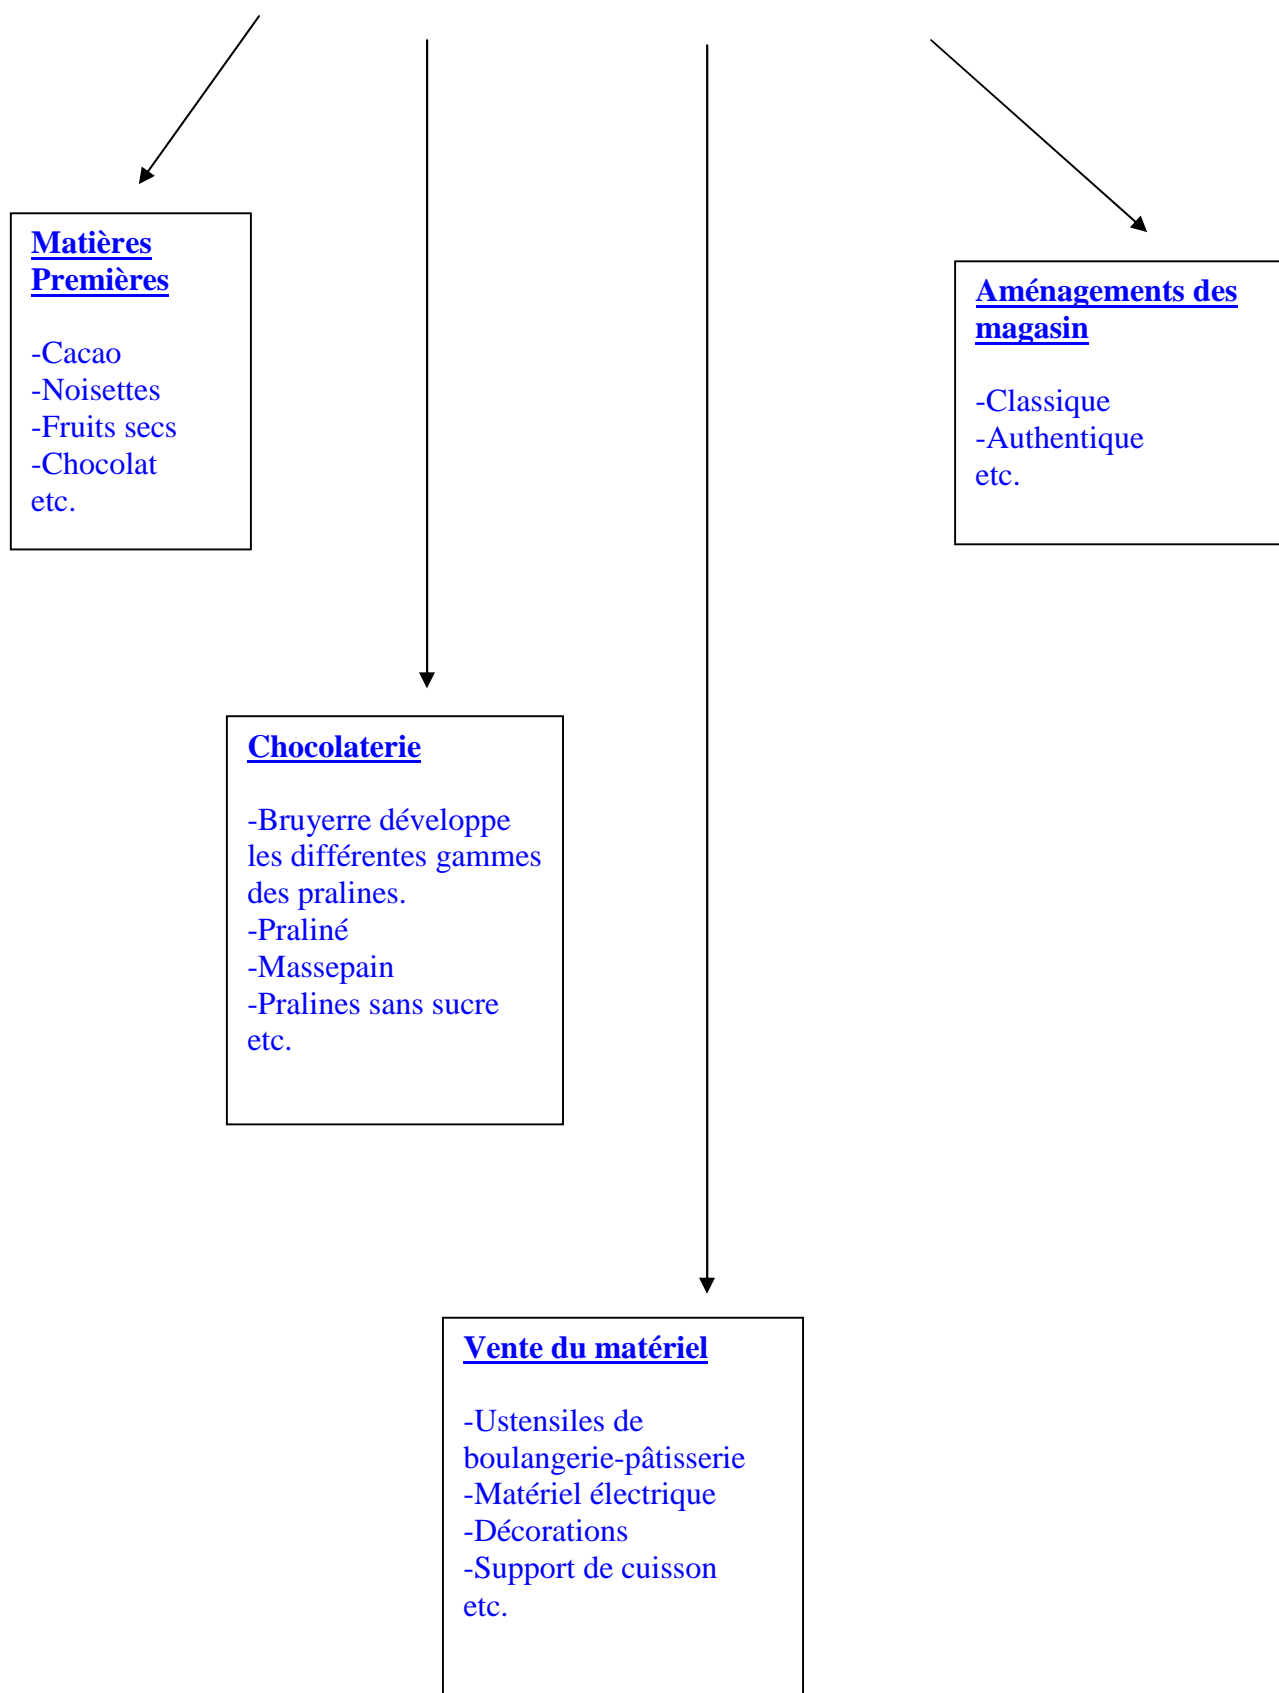 Matières
Premières
-Cacao
-Noisettes
-Fruits secs
-Chocolat
etc.
Aménagements des
magasin
-Classique
-Authentique
etc.
Chocolaterie
-Bruyerre développe
les différentes gammes
des pralines.
-Praliné
-Massepain
-Pralines sans sucre
etc.
Vente du matériel
-Ustensiles de
boulangerie-pâtisserie
-Matériel électrique
-Décorations
-Support de cuisson
etc.